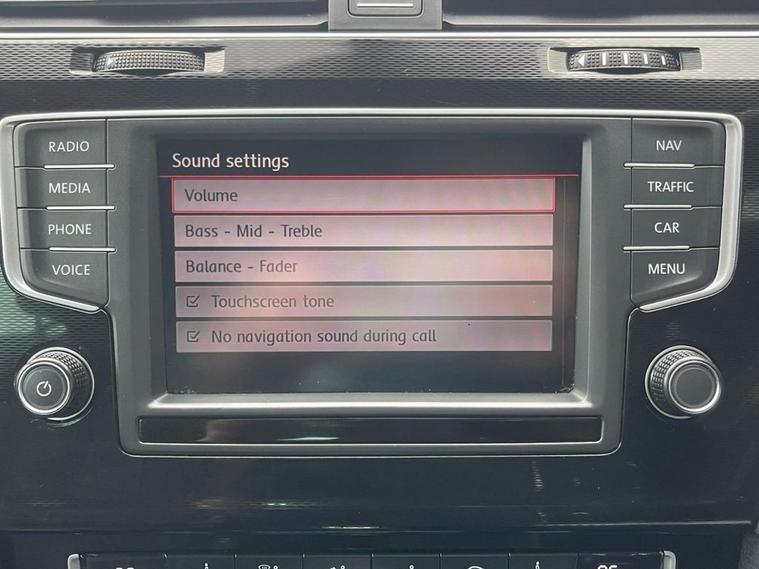 RADIO
MEDIA
PHONE
VOICE
Sound settings
Volume
Bass - Mid - Treble
Balance - Fader
Touchscreen tone
No navigation sound during call
NAV
TRAFFIC
CAR
MENU